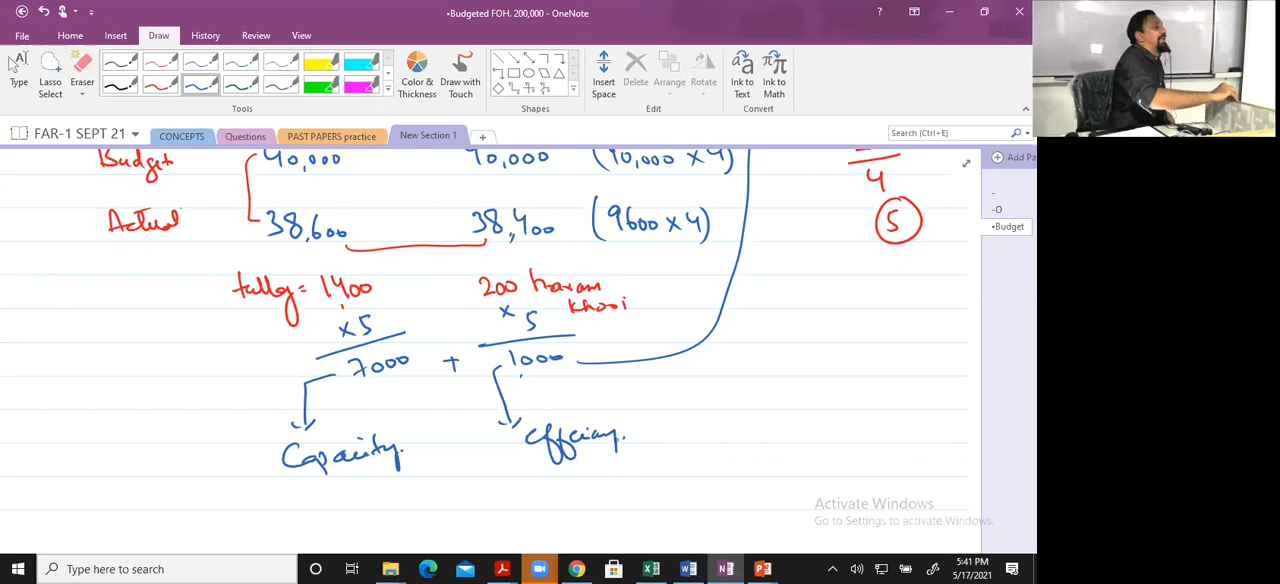 •Budgeted FOH. 200,000 - OneNote
File Home Insert Draw History Review View
Type Lasso Select Eraser Color & Thickness Draw with Touch Insert Space Delete Arrange Rotate Ink to Text Ink to Math
Tools Shapes Edit Convert
FAR-1 SEPT 21 CONCEPTS Questions PAST PAPERS practice New Section 1 + Search (Ctrl+E)
Add Pa
-
-O
•Budget
Budget 40,000 40,000 (10,000 x 4)
4
Actual 38,600 38,400 (9600 x 4) 5
1400 200 haram
khori
x 5 x 5
7000 + 1000
Capacity.
Activate Windows
Go to Settings to activate Windows.
Type here to search
5:41 PM
5/17/2021